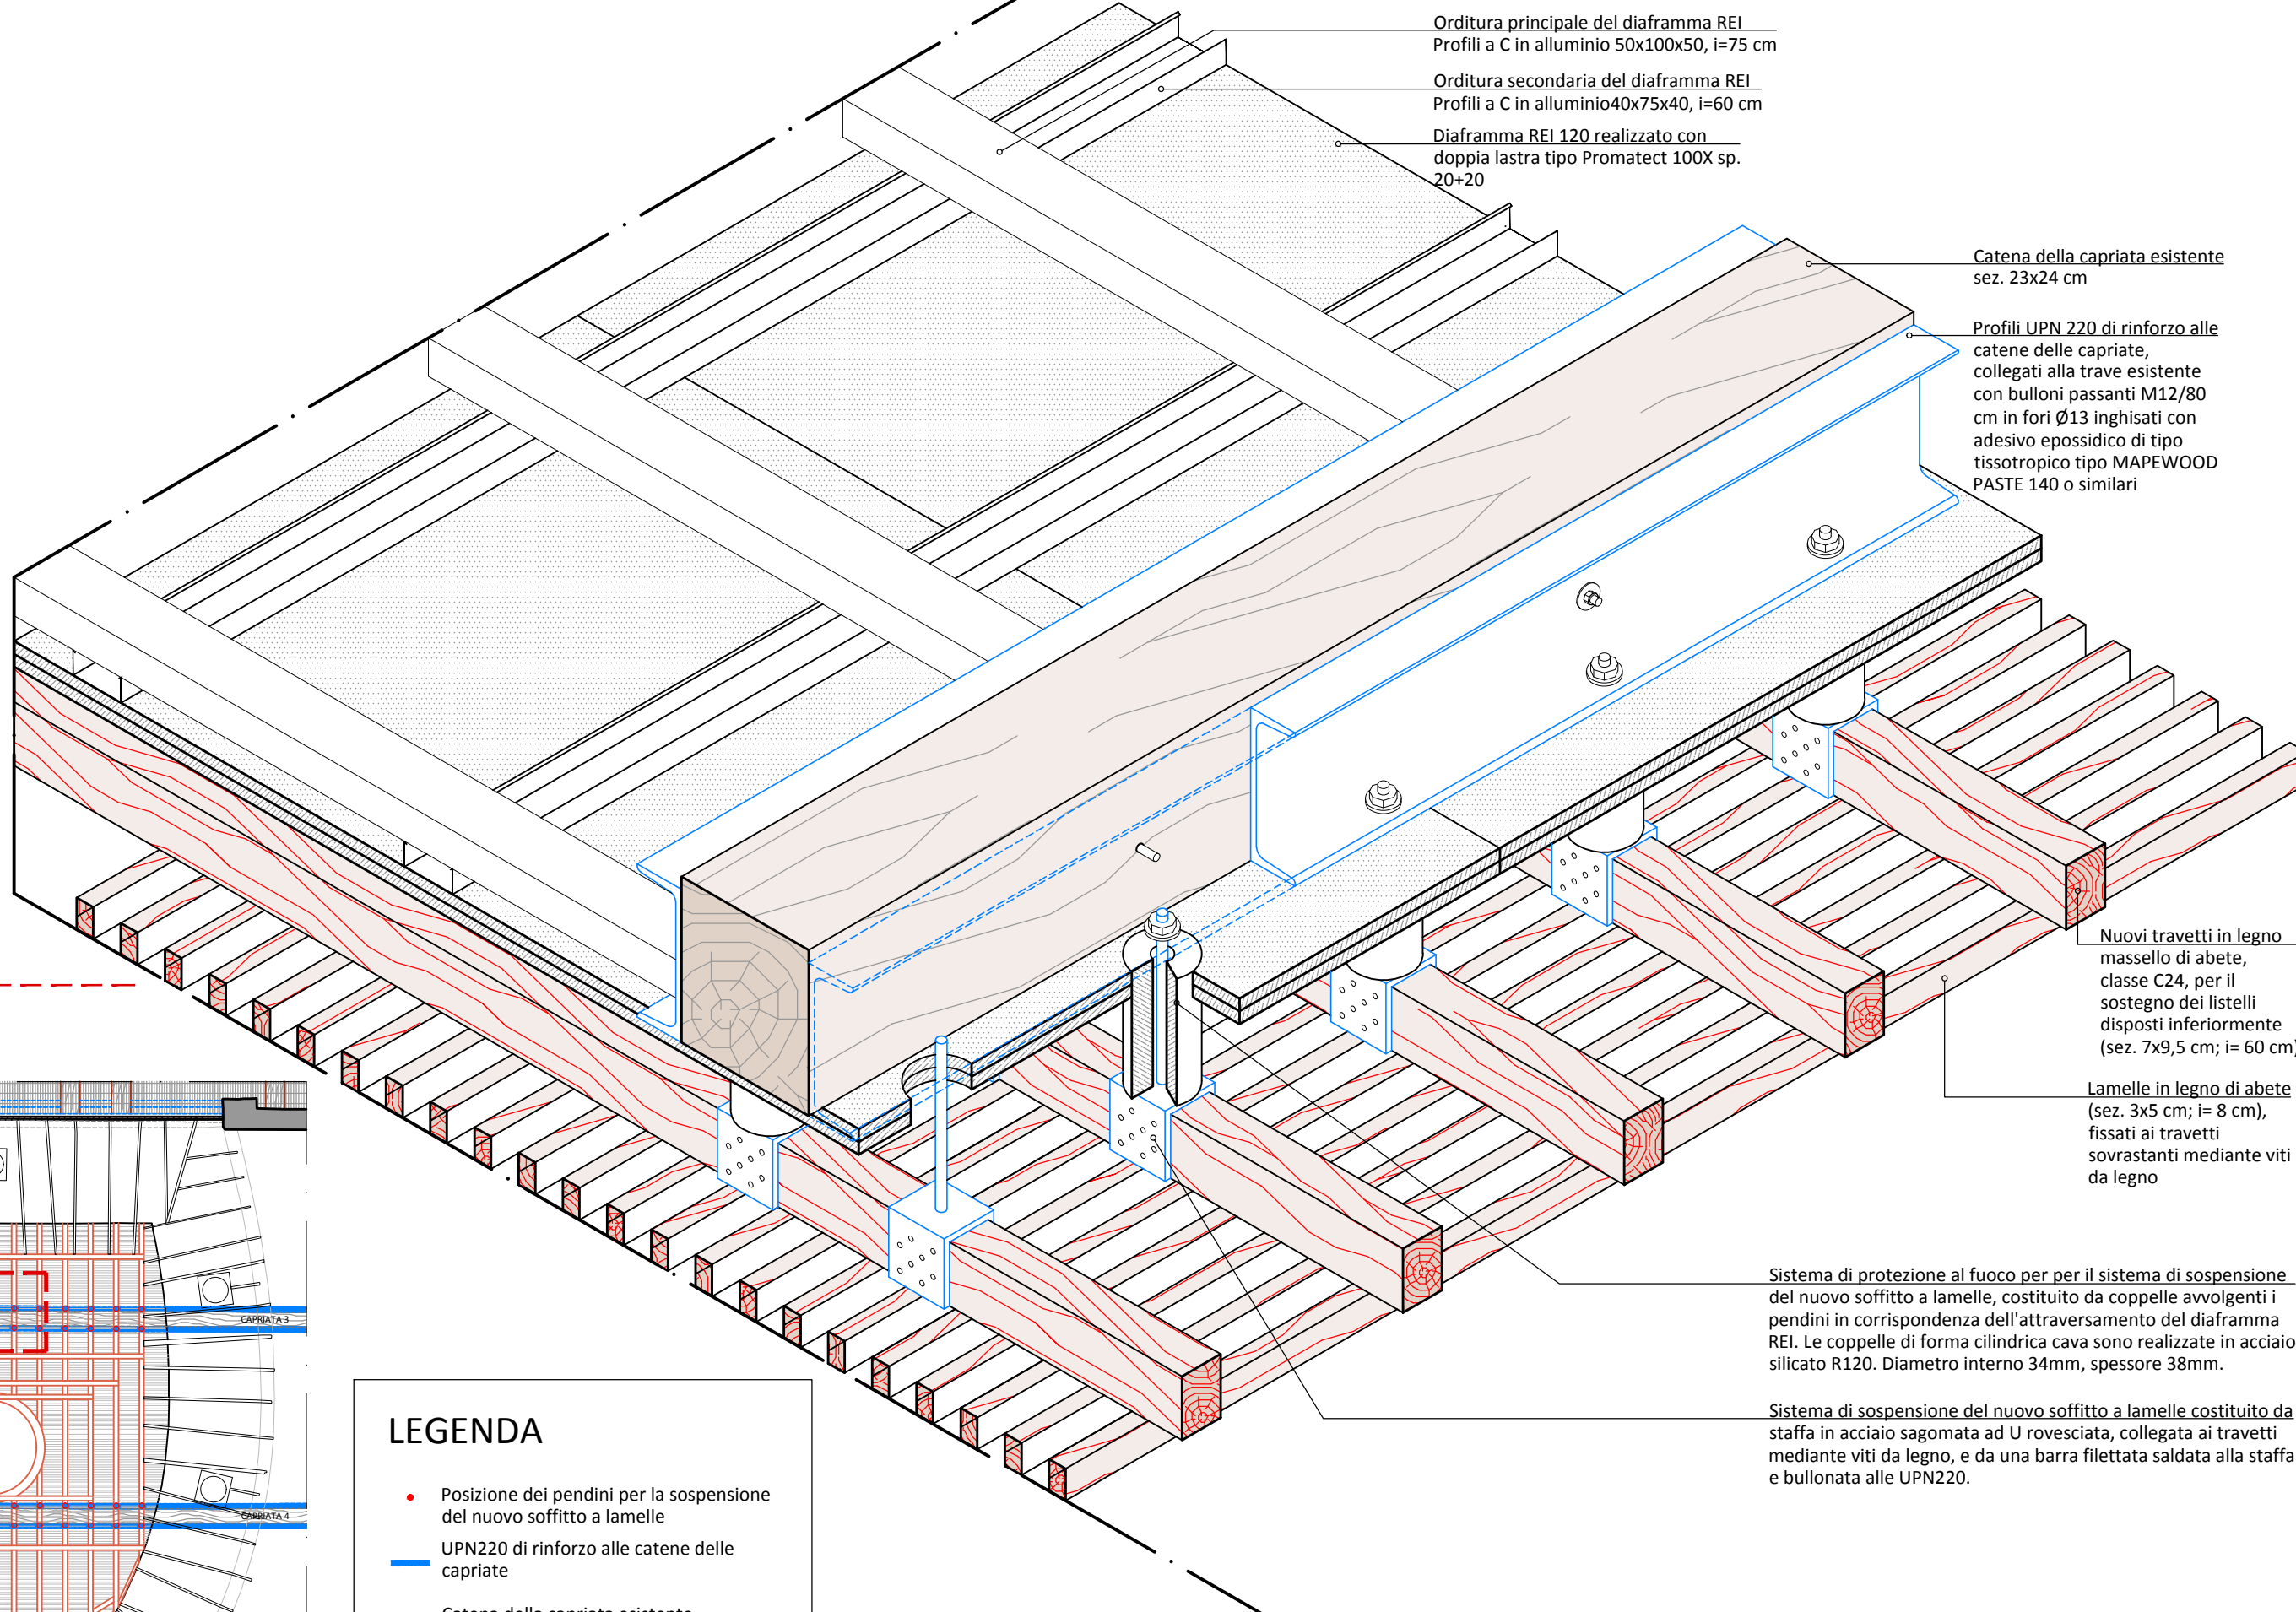 Orditura principale del diaframma REI
Profili a C in alluminio 50x100x50, i=75 cm
Orditura secondaria del diaframma REI
Profili a C in alluminio40x75x40, i=60 cm
Diaframma REI 120 realizzato con
doppia lastra tipo Promatect 100X sp.
20+20
Catena della capriata esistente
sez. 23x24 cm
Profili UPN 220 di rinforzo alle
catene delle capriate,
collegati alla trave esistente
con bulloni passanti M12/80
cm in fori Ø13 inghisati con
adesivo epossidico di tipo
tissotropico tipo MAPEWOOD
PASTE 140 o similari
Nuovi travetti in legno
massello di abete,
classe C24, per il
sostegno dei listelli
disposti inferiormente
(sez. 7x9,5 cm; i= 60 cm)
Lamelle in legno di abete
(sez. 3x5 cm; i= 8 cm),
fissati ai travetti
sovrastanti mediante viti
da legno
Sistema di protezione al fuoco per per il sistema di sospensione
del nuovo soffitto a lamelle, costituito da coppelle avvolgenti i
pendini in corrispondenza dell'attraversamento del diaframma
REI. Le coppelle di forma cilindrica cava sono realizzate in acciaio
silicato R120. Diametro interno 34mm, spessore 38mm.
Sistema di sospensione del nuovo soffitto a lamelle costituito da
staffa in acciaio sagomata ad U rovesciata, collegata ai travetti
mediante viti da legno, e da una barra filettata saldata alla staffa
e bullonata alle UPN220.
CAPRIATA 3
CAPRIATA 4
LEGENDA
Posizione dei pendini per la sospensione
del nuovo soffitto a lamelle
UPN220 di rinforzo alle catene delle
capriate
Catena della capriata esistente